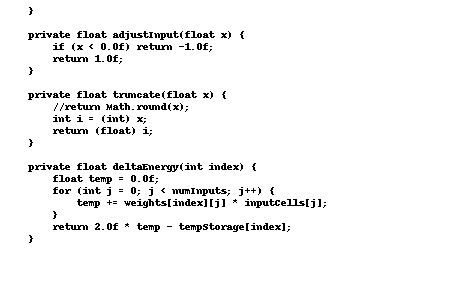 }
private float adjustInput(float x) {
    if (x < 0.0f) return -1.0f;
    return 1.0f;
}
private float truncate(float x) {
    //return Math.round(x);
    int i = (int) x;
    return (float) i;
}
private float deltaEnergy(int index) {
    float temp = 0.0f;
    for (int j = 0; j < numInputs; j++) {
        temp += weights[index][j] * inputCells[j];
    }
    return 2.0f * temp - tempStorage[index];
}